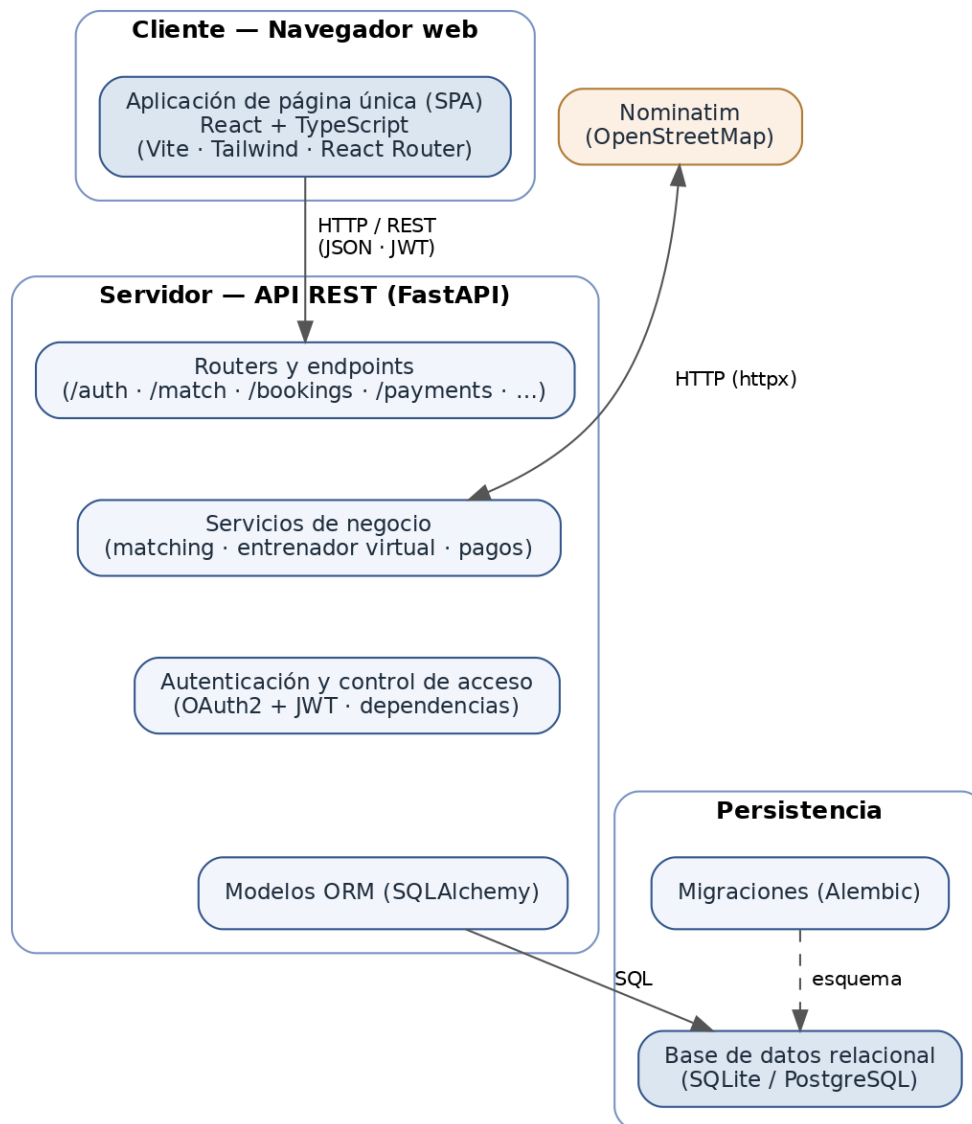 Cliente — Navegador web
Aplicación de página única (SPA)
React + TypeScript
(Vite · Tailwind · React Router)
Nominatim
(OpenStreetMap)
HTTP / REST
(JSON · JWT)
Servidor — API REST (FastAPI)
Routers y endpoints
(/auth · /match · /bookings · /payments · ...)
HTTP (httpx)
Servicios de negocio
(matching · entrenador virtual · pagos)
Autenticación y control de acceso
(OAuth2 + JWT · dependencias)
Persistencia
Modelos ORM (SQLAlchemy)
Migraciones (Alembic)
SQL
esquema
Base de datos relacional
(SQLite / PostgreSQL)